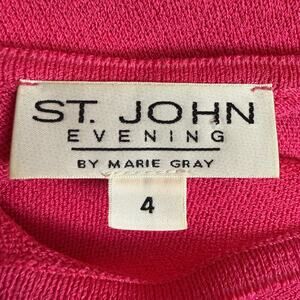 ST. JOHN
EVENING
BY MARIE GRAY
4